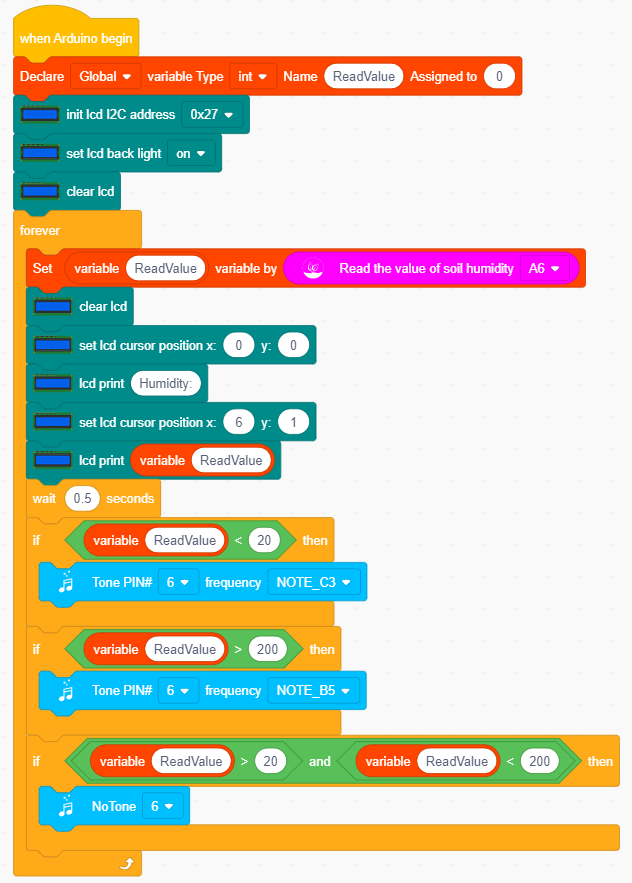 when Arduino begin
Declare Global variable Type int Name ReadValue Assigned to 0
init lcd I2C address 0x27
set lcd back light on
clear lcd
forever
Set variable ReadValue variable by Read the value of soil humidity A6
clear lcd
set lcd cursor position x: 0 y: 0
lcd print Humidity:
set lcd cursor position x: 6 y: 1
lcd print variable ReadValue
wait 0.5 seconds
if variable ReadValue < 20 then
Tone PIN# 6 frequency NOTE_C3
if variable ReadValue > 200 then
Tone PIN# 6 frequency NOTE_B5
if variable ReadValue > 20 and variable ReadValue < 200 then
NoTone 6